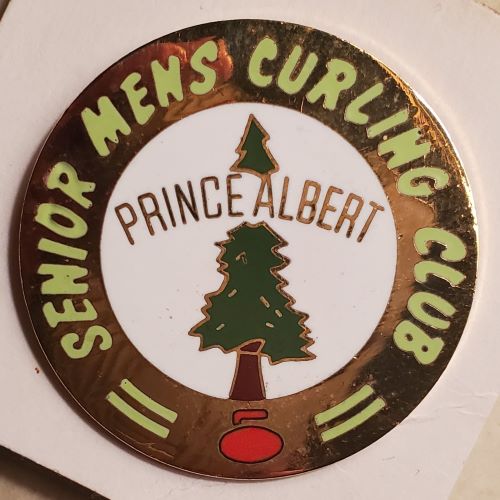 SENIOR MENS CURLING CLUB
PRINCE ALBERT